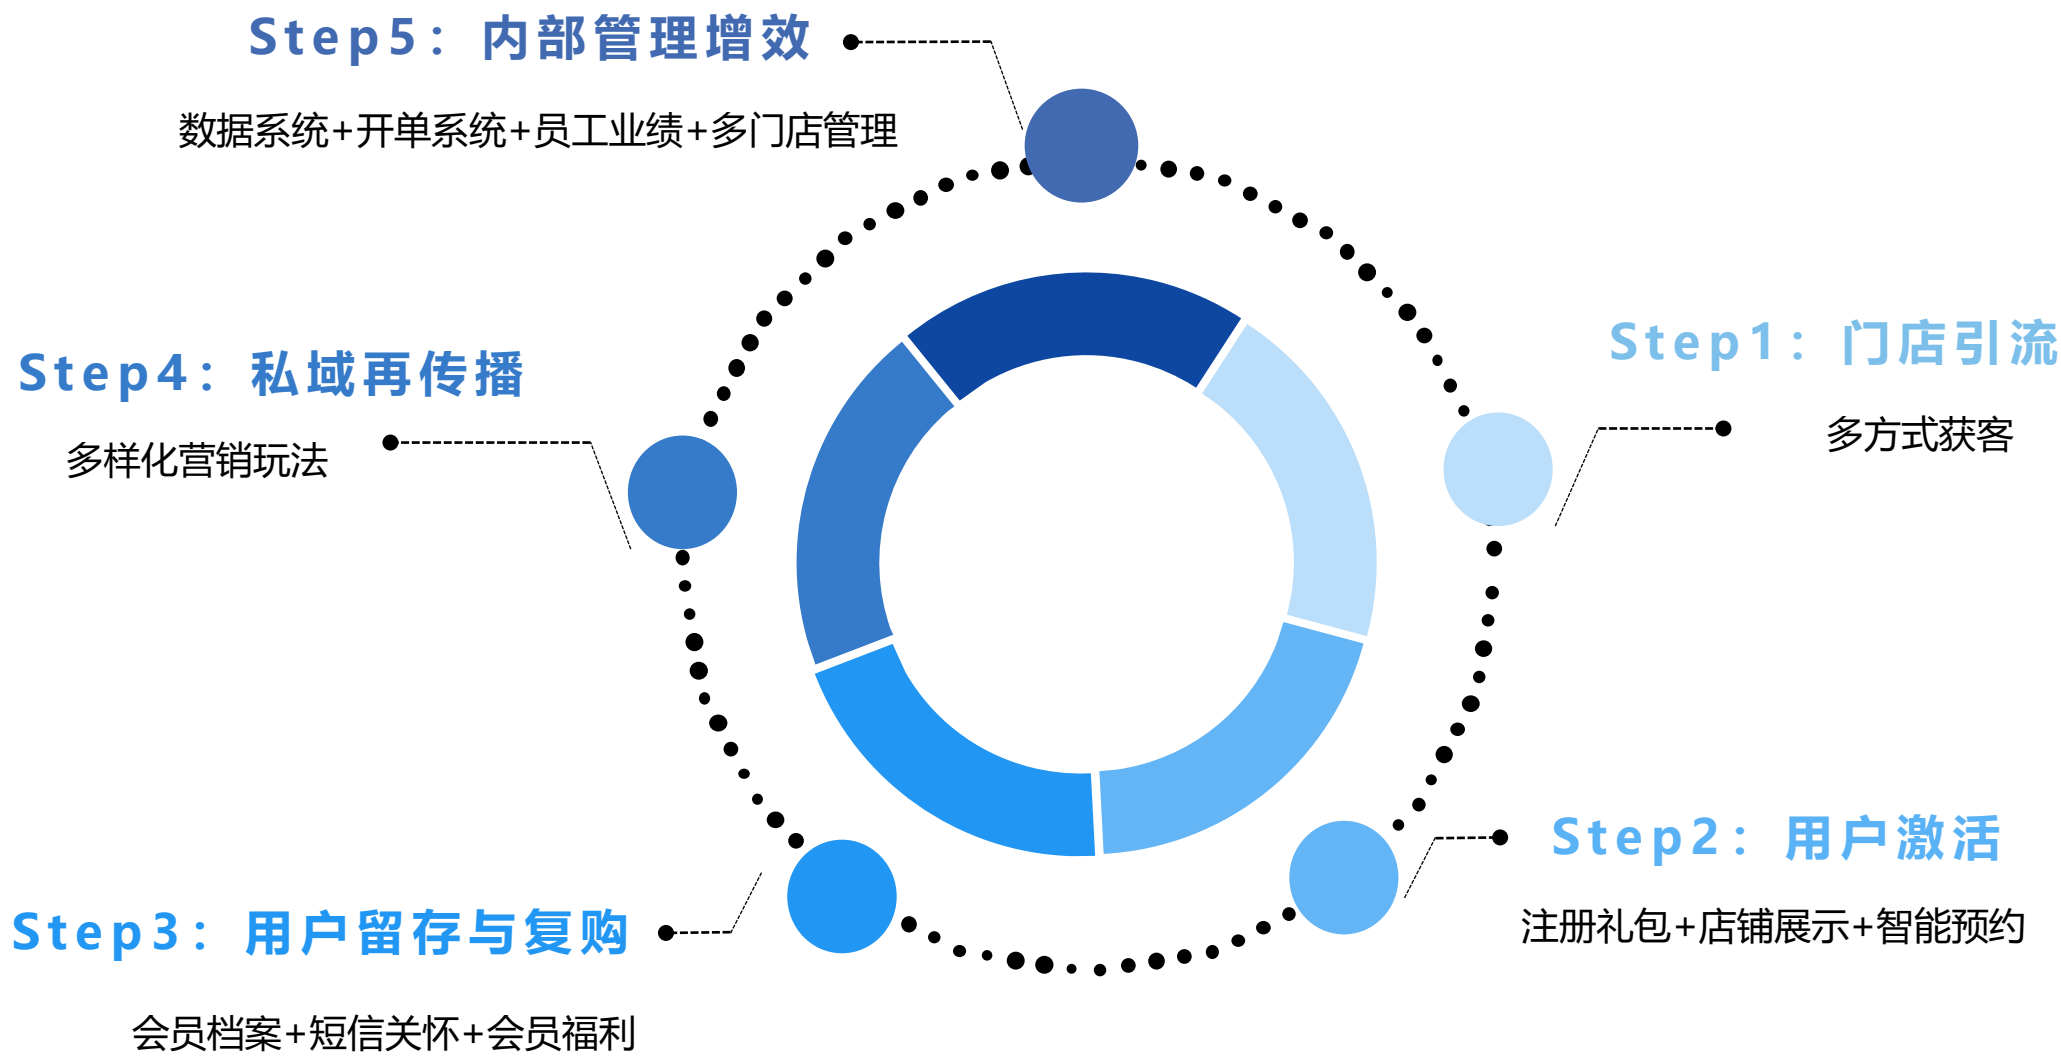 Step5：内部管理增效
数据系统+开单系统+员工业绩+多门店管理
Step1：门店引流
多方式获客
Step4：私域再传播
多样化营销玩法
Step2：用户激活
注册礼包+店铺展示+智能预约
Step3：用户留存与复购
会员档案+短信关怀+会员福利